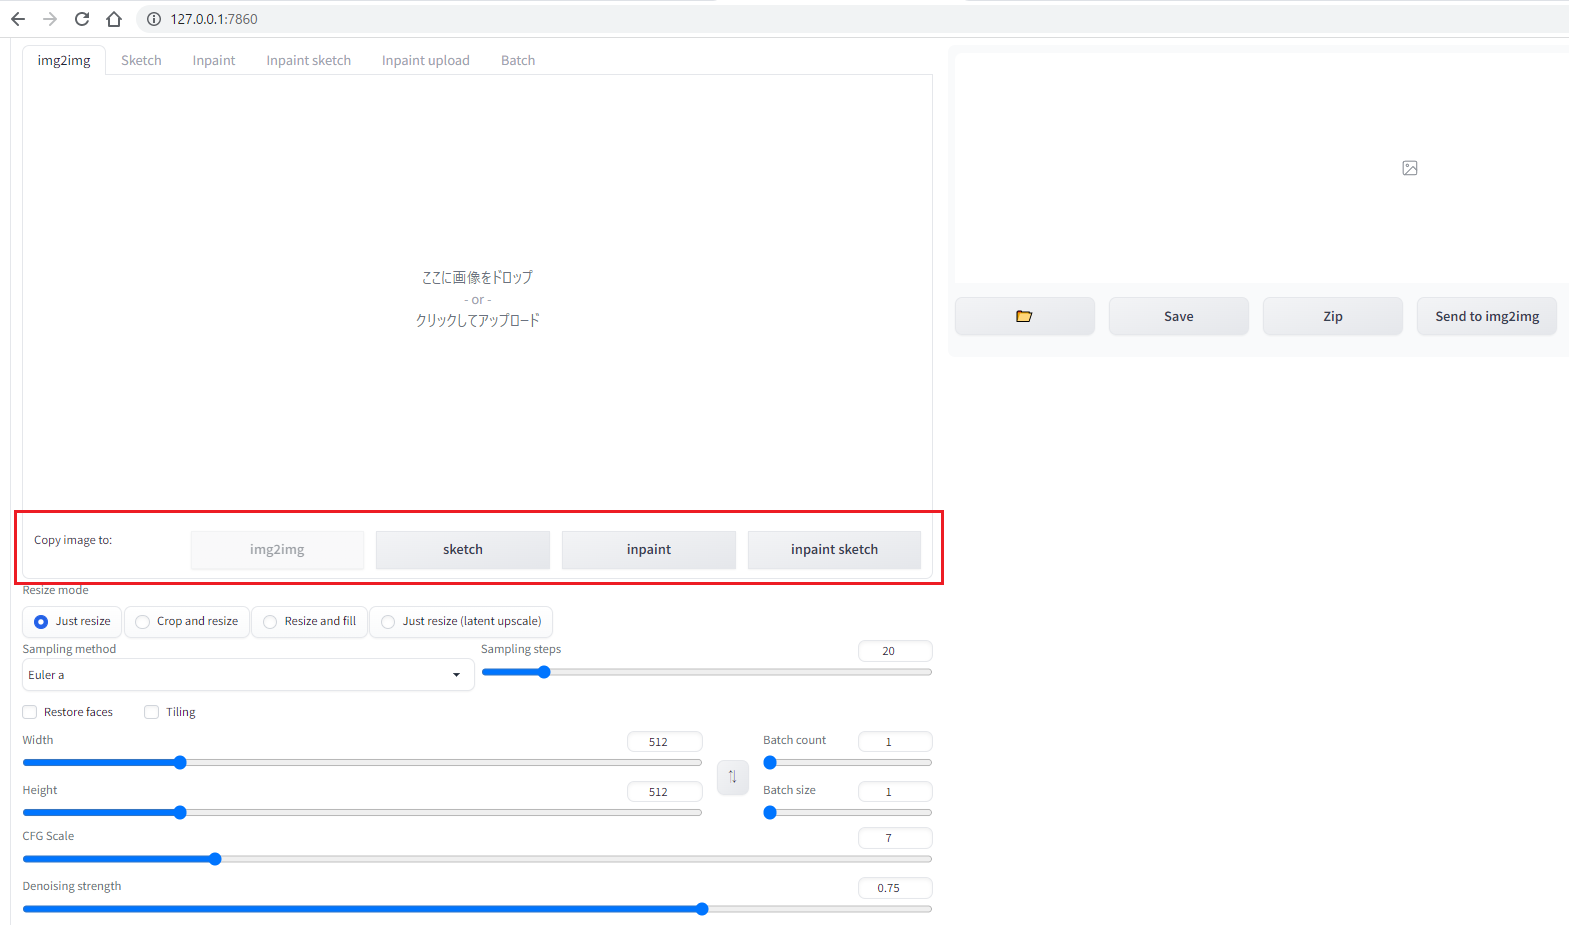 127.0.0.1:7860
img2img Sketch Inpaint Inpaint sketch Inpaint upload Batch
ここに画像をドロップ
- or -
クリックしてアップロード
Save Zip Send to img2img
Copy image to: img2img sketch inpaint inpaint sketch
Resize mode
Just resize Crop and resize Resize and fill Just resize (latent upscale)
Sampling method Sampling steps 20
Euler a
Restore faces Tiling
Width 512 Batch count 1
Height 512 Batch size 1
CFG Scale 7
Denoising strength 0.75